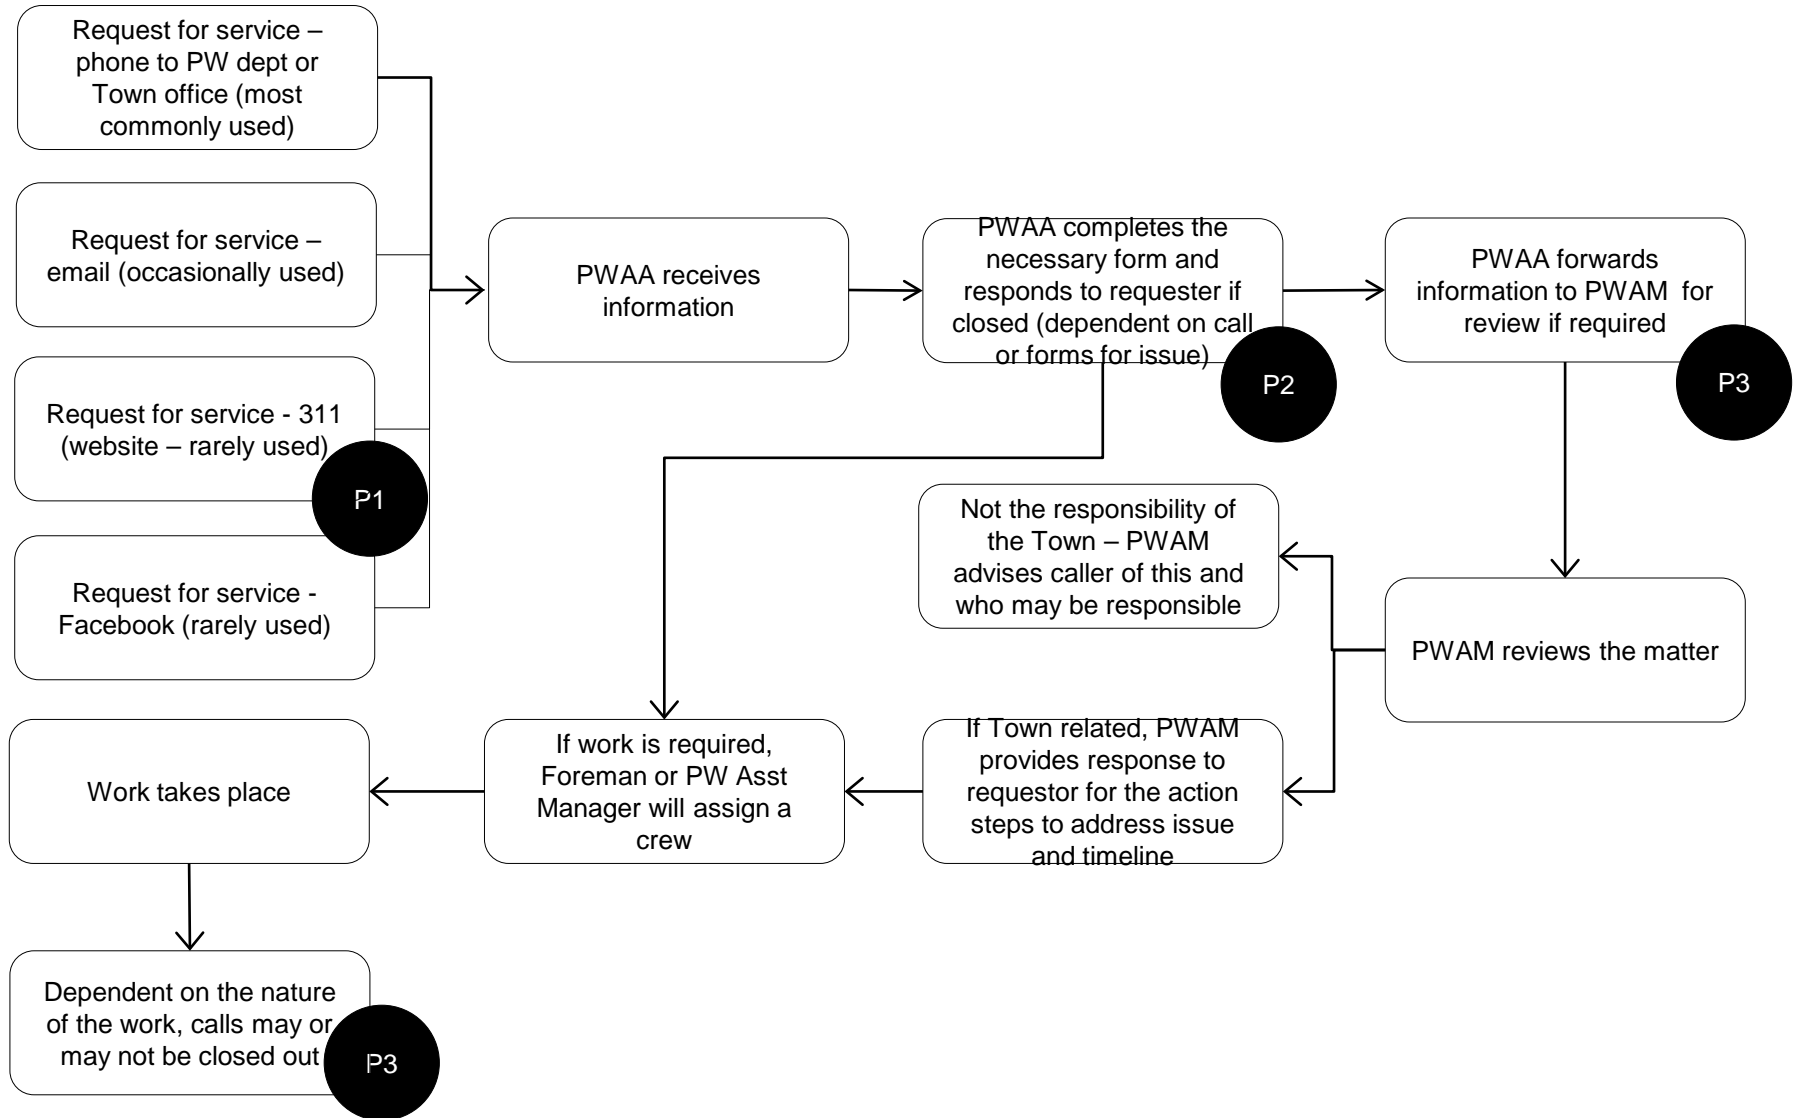 Request for service –
phone to PW dept or
Town office (most
commonly used)
Request for service –
email (occasionally used)
Request for service - 311
(website – rarely used)
P1
Request for service -
Facebook (rarely used)
PWAA receives
information
PWAA completes the
necessary form and
responds to requester if
closed (dependent on call
or forms for issue)
P2
PWAA forwards
information to PWAM for
review if required
P3
Not the responsibility of
the Town – PWAM
advises caller of this and
who may be responsible
PWAM reviews the matter
If Town related, PWAM
provides response to
requestor for the action
steps to address issue
and timeline
If work is required,
Foreman or PW Asst
Manager will assign a
crew
Work takes place
Dependent on the nature
of the work, calls may or
may not be closed out
P3